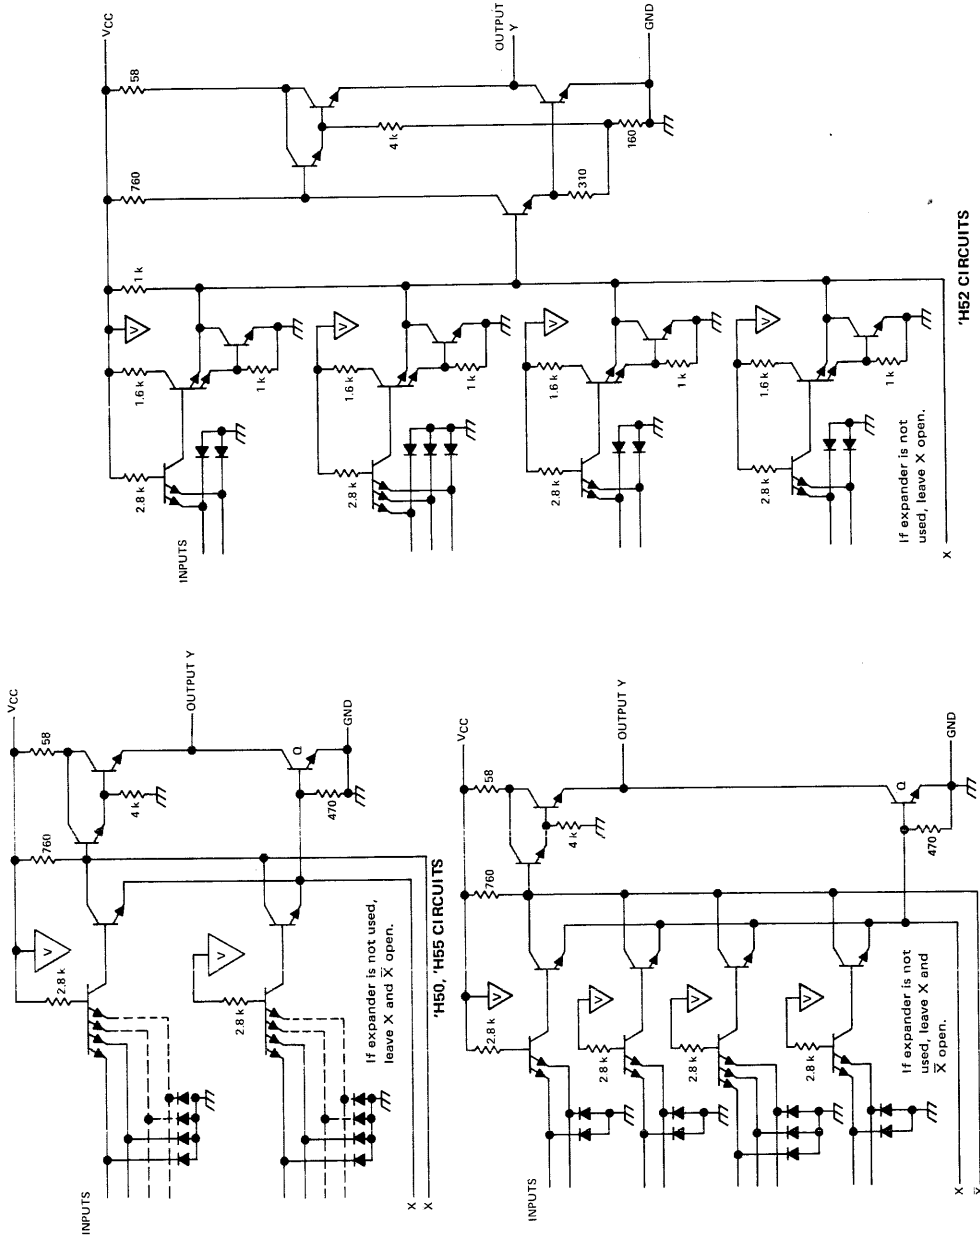 VCC
58
760
1 k
OUTPUT
Y
GND
4 k
160
310
V
1.6 k
2.8 k
1 k
INPUTS
V
1.6 k
2.8 k
1 k
V
1.6 k
2.8 k
1 k
V
1.6 k
2.8 k
1 k
If expander is not
used, leave X open.
X
'H52 CIRCUITS
VCC
58
760
OUTPUT Y
Q
GND
4 k
470
V
2.8 k
V
2.8 k
INPUTS
If expander is not used,
leave X and X̅ open.
X
X
'H50, 'H55 CIRCUITS
VCC
58
760
OUTPUT Y
Q
GND
4 k
470
V
2.8 k
V
2.8 k
V
2.8 k
V
2.8 k
INPUTS
If expander is not
used, leave X and
X̅ open.
X